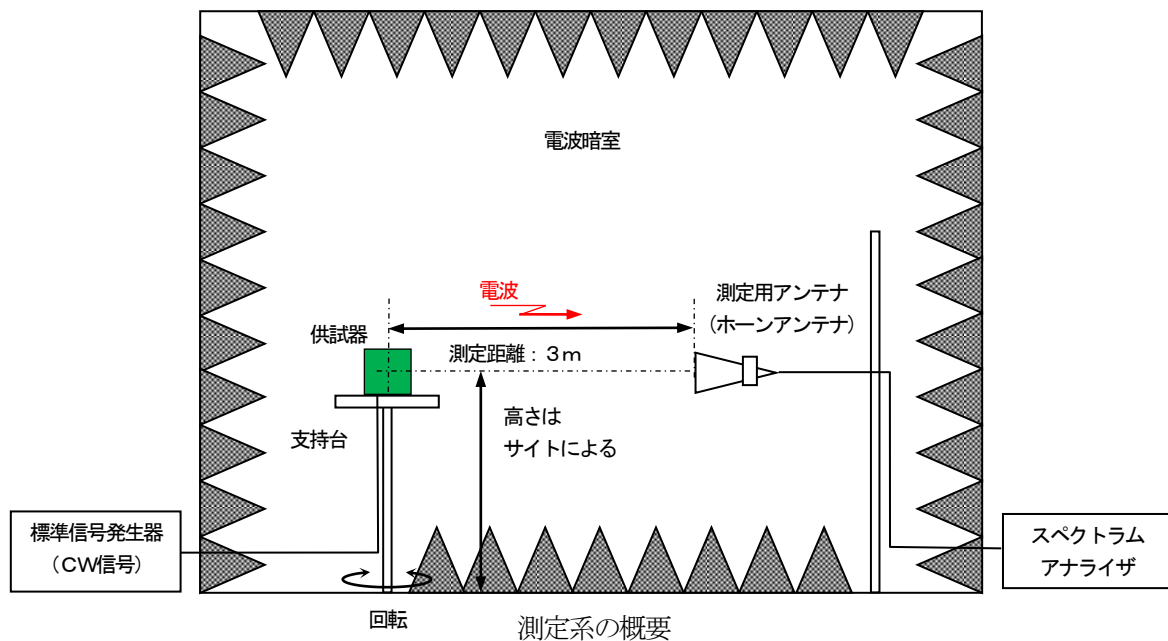 電波暗室
電波
測定用アンテナ
（ホーンアンテナ）
供試器
測定距離：３ｍ
高さは
サイトによる
支持台
標準信号発生器
（ＣＷ信号）
スペクトラム
アナライザ
回転
測定系の概要